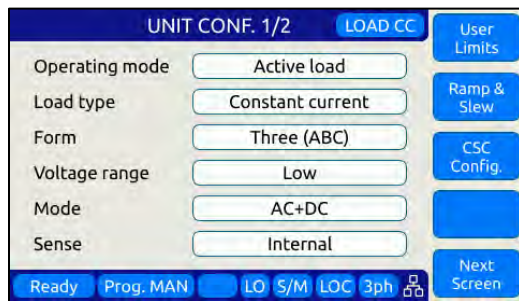 UNIT CONF. 1/2 LOAD CC
User
Limits
Operating mode Active load
Load type Constant current
Ramp &
Slew
Form Three (ABC)
CSC
Config.
Voltage range Low
Mode AC+DC
Sense Internal
Next
Screen
Ready Prog. MAN LO S/M LOC 3ph